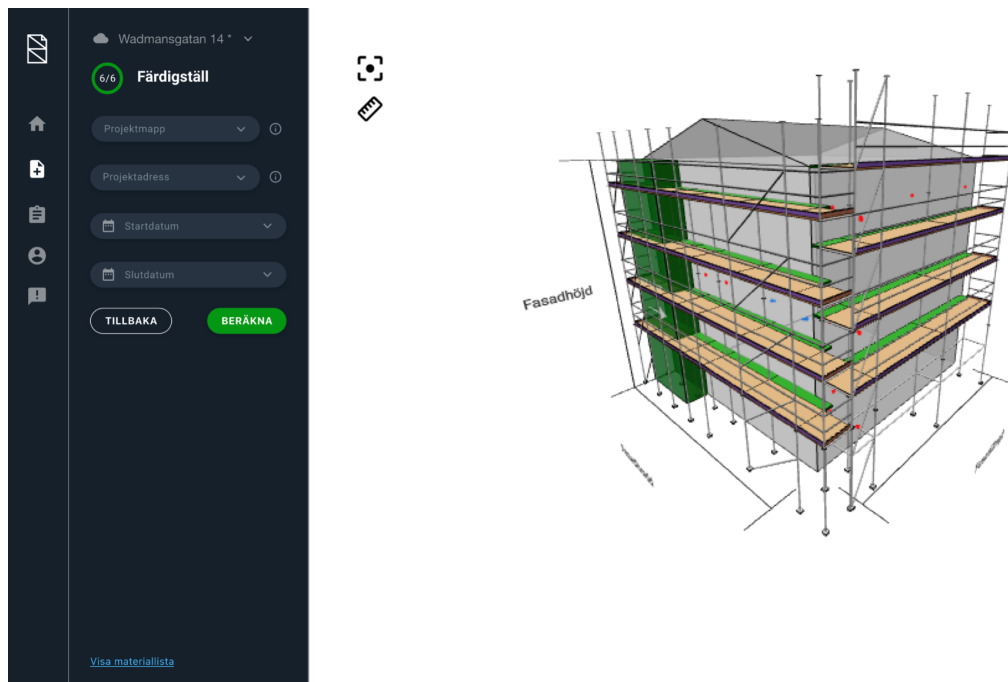 Wadmansgatan 14 *
6/6 Färdigställ
Projektmapp
Projektadress
Startdatum
Slutdatum
TILLBAKA BERÄKNA
Visa materiallista
Fasadhöjd